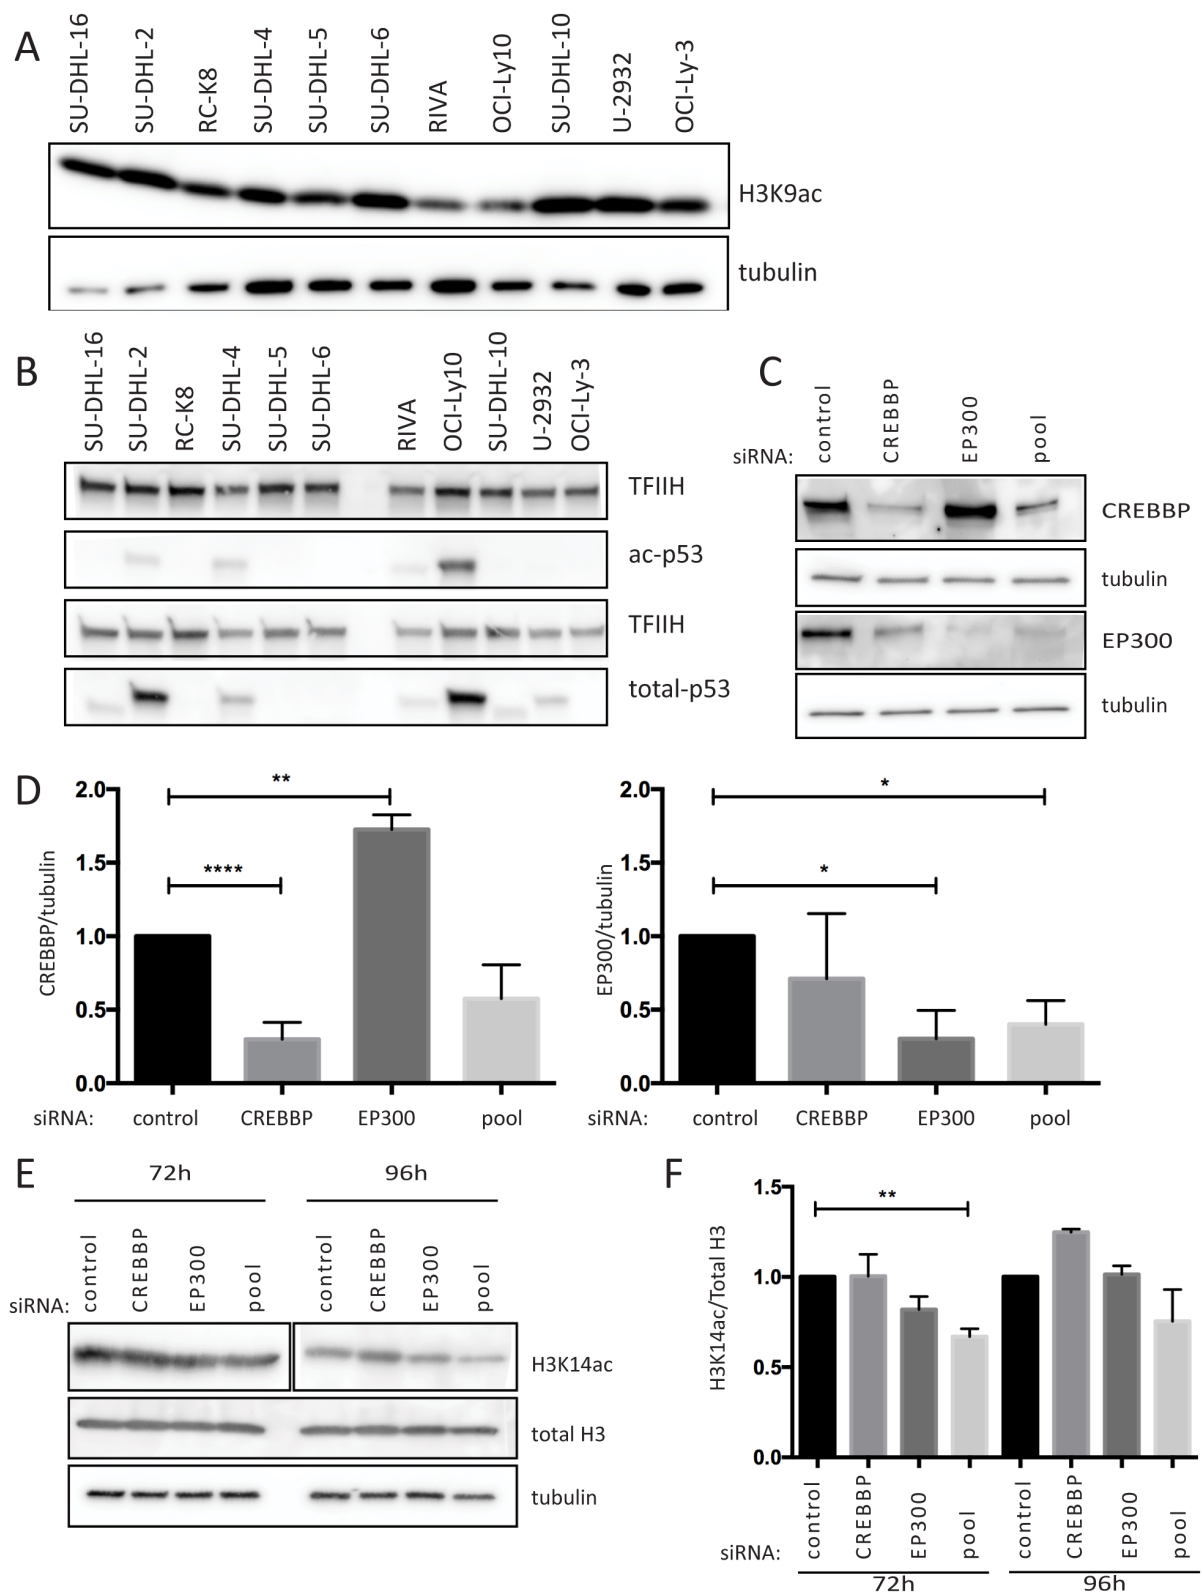 A
SU-DHL-16
SU-DHL-2
RC-K8
SU-DHL-4
SU-DHL-5
SU-DHL-6
RIVA
OCI-Ly10
SU-DHL-10
U-2932
OCI-Ly-3
H3K9ac
tubulin
B
SU-DHL-16
SU-DHL-2
RC-K8
SU-DHL-4
SU-DHL-5
SU-DHL-6
RIVA
OCI-Ly10
SU-DHL-10
U-2932
OCI-Ly-3
TFIIH
ac-p53
TFIIH
total-p53
C
siRNA:
control
CREBBP
EP300
pool
CREBBP
tubulin
EP300
tubulin
D
CREBBP/tubulin
2.0
1.5
1.0
0.5
0.0
**
****
siRNA: control CREBBP EP300 pool
EP300/tubulin
2.0
1.5
1.0
0.5
0.0
*
*
siRNA: control CREBBP EP300 pool
E
72h 96h
siRNA:
control
CREBBP
EP300
pool
control
CREBBP
EP300
pool
H3K14ac
total H3
tubulin
F
H3K14ac/Total H3
1.5
1.0
0.5
0.0
**
siRNA:
control
CREBBP
EP300
pool
control
CREBBP
EP300
pool
72h 96h